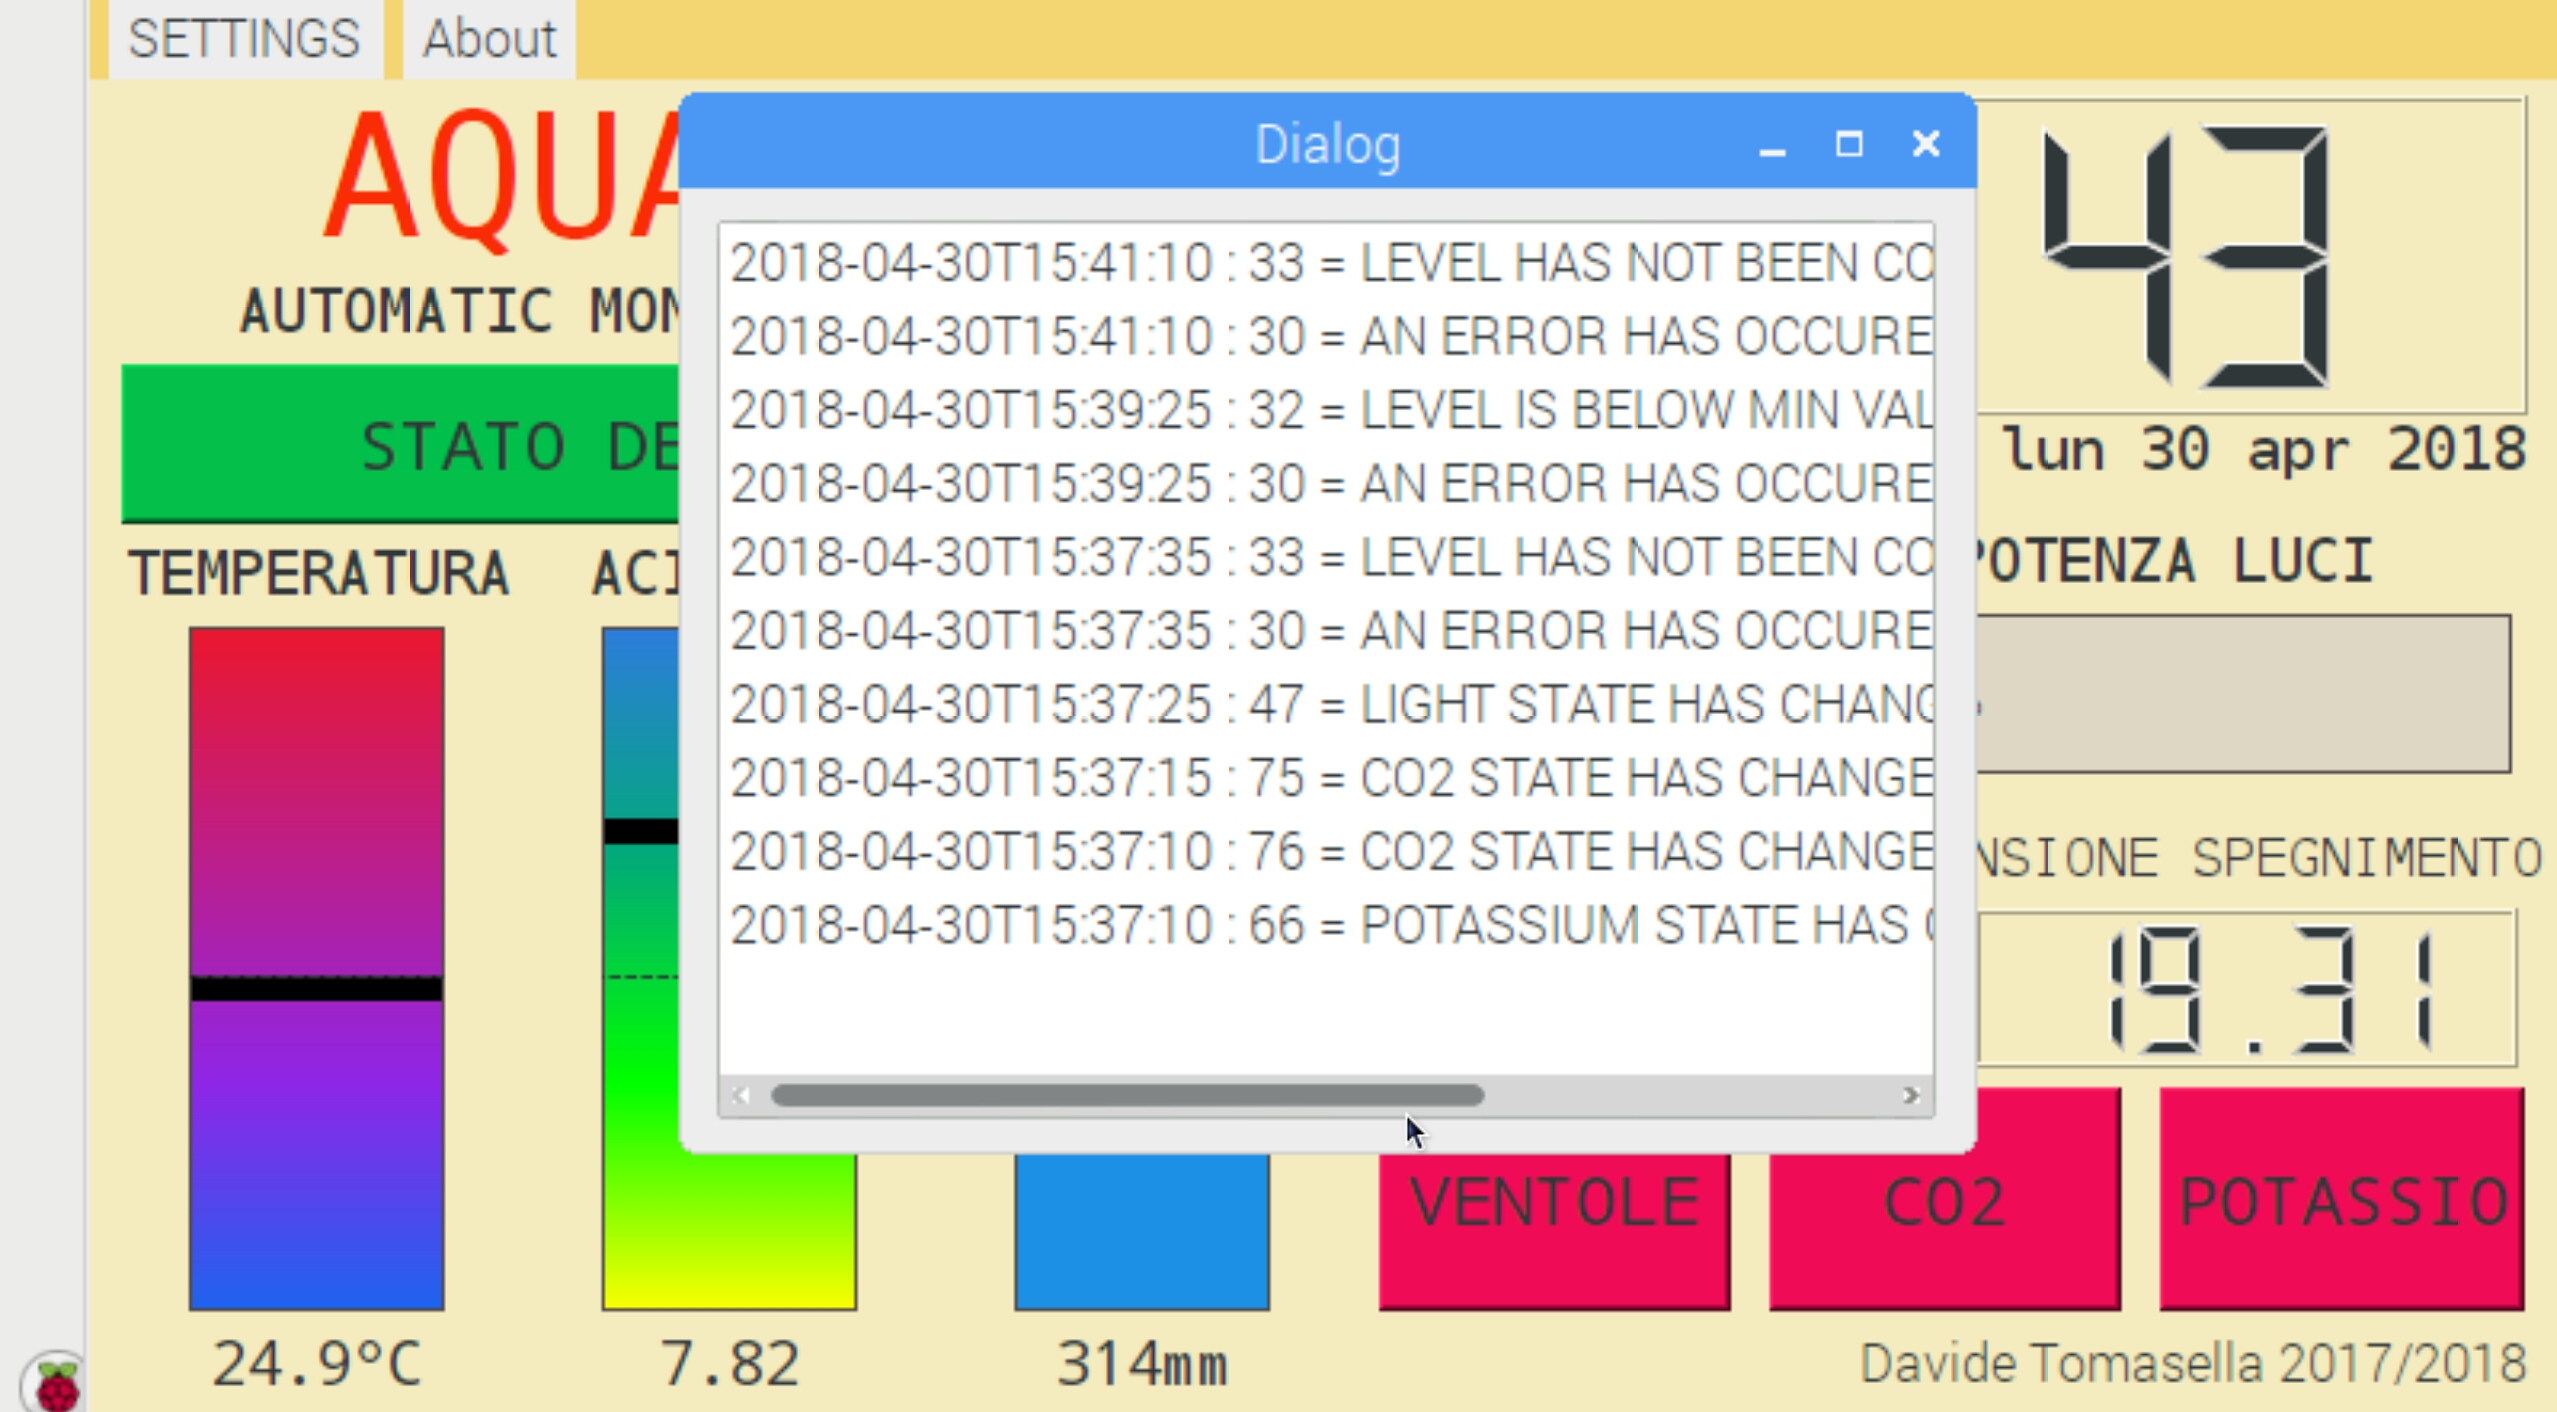 SETTINGS About
AQUA
AUTOMATIC MON
STATO DE
TEMPERATURA ACI
24.9°C 7.82 314mm
Dialog
2018-04-30T15:41:10 : 33 = LEVEL HAS NOT BEEN CO
2018-04-30T15:41:10 : 30 = AN ERROR HAS OCCURE
2018-04-30T15:39:25 : 32 = LEVEL IS BELOW MIN VAL
2018-04-30T15:39:25 : 30 = AN ERROR HAS OCCURE
2018-04-30T15:37:35 : 33 = LEVEL HAS NOT BEEN CO
2018-04-30T15:37:35 : 30 = AN ERROR HAS OCCURE
2018-04-30T15:37:25 : 47 = LIGHT STATE HAS CHANG
2018-04-30T15:37:15 : 75 = CO2 STATE HAS CHANGE
2018-04-30T15:37:10 : 76 = CO2 STATE HAS CHANGE
2018-04-30T15:37:10 : 66 = POTASSIUM STATE HAS
43
lun 30 apr 2018
POTENZA LUCI
NSIONE SPEGNIMENTO
19.31
VENTOLE CO2 POTASSIO
Davide Tomasella 2017/2018